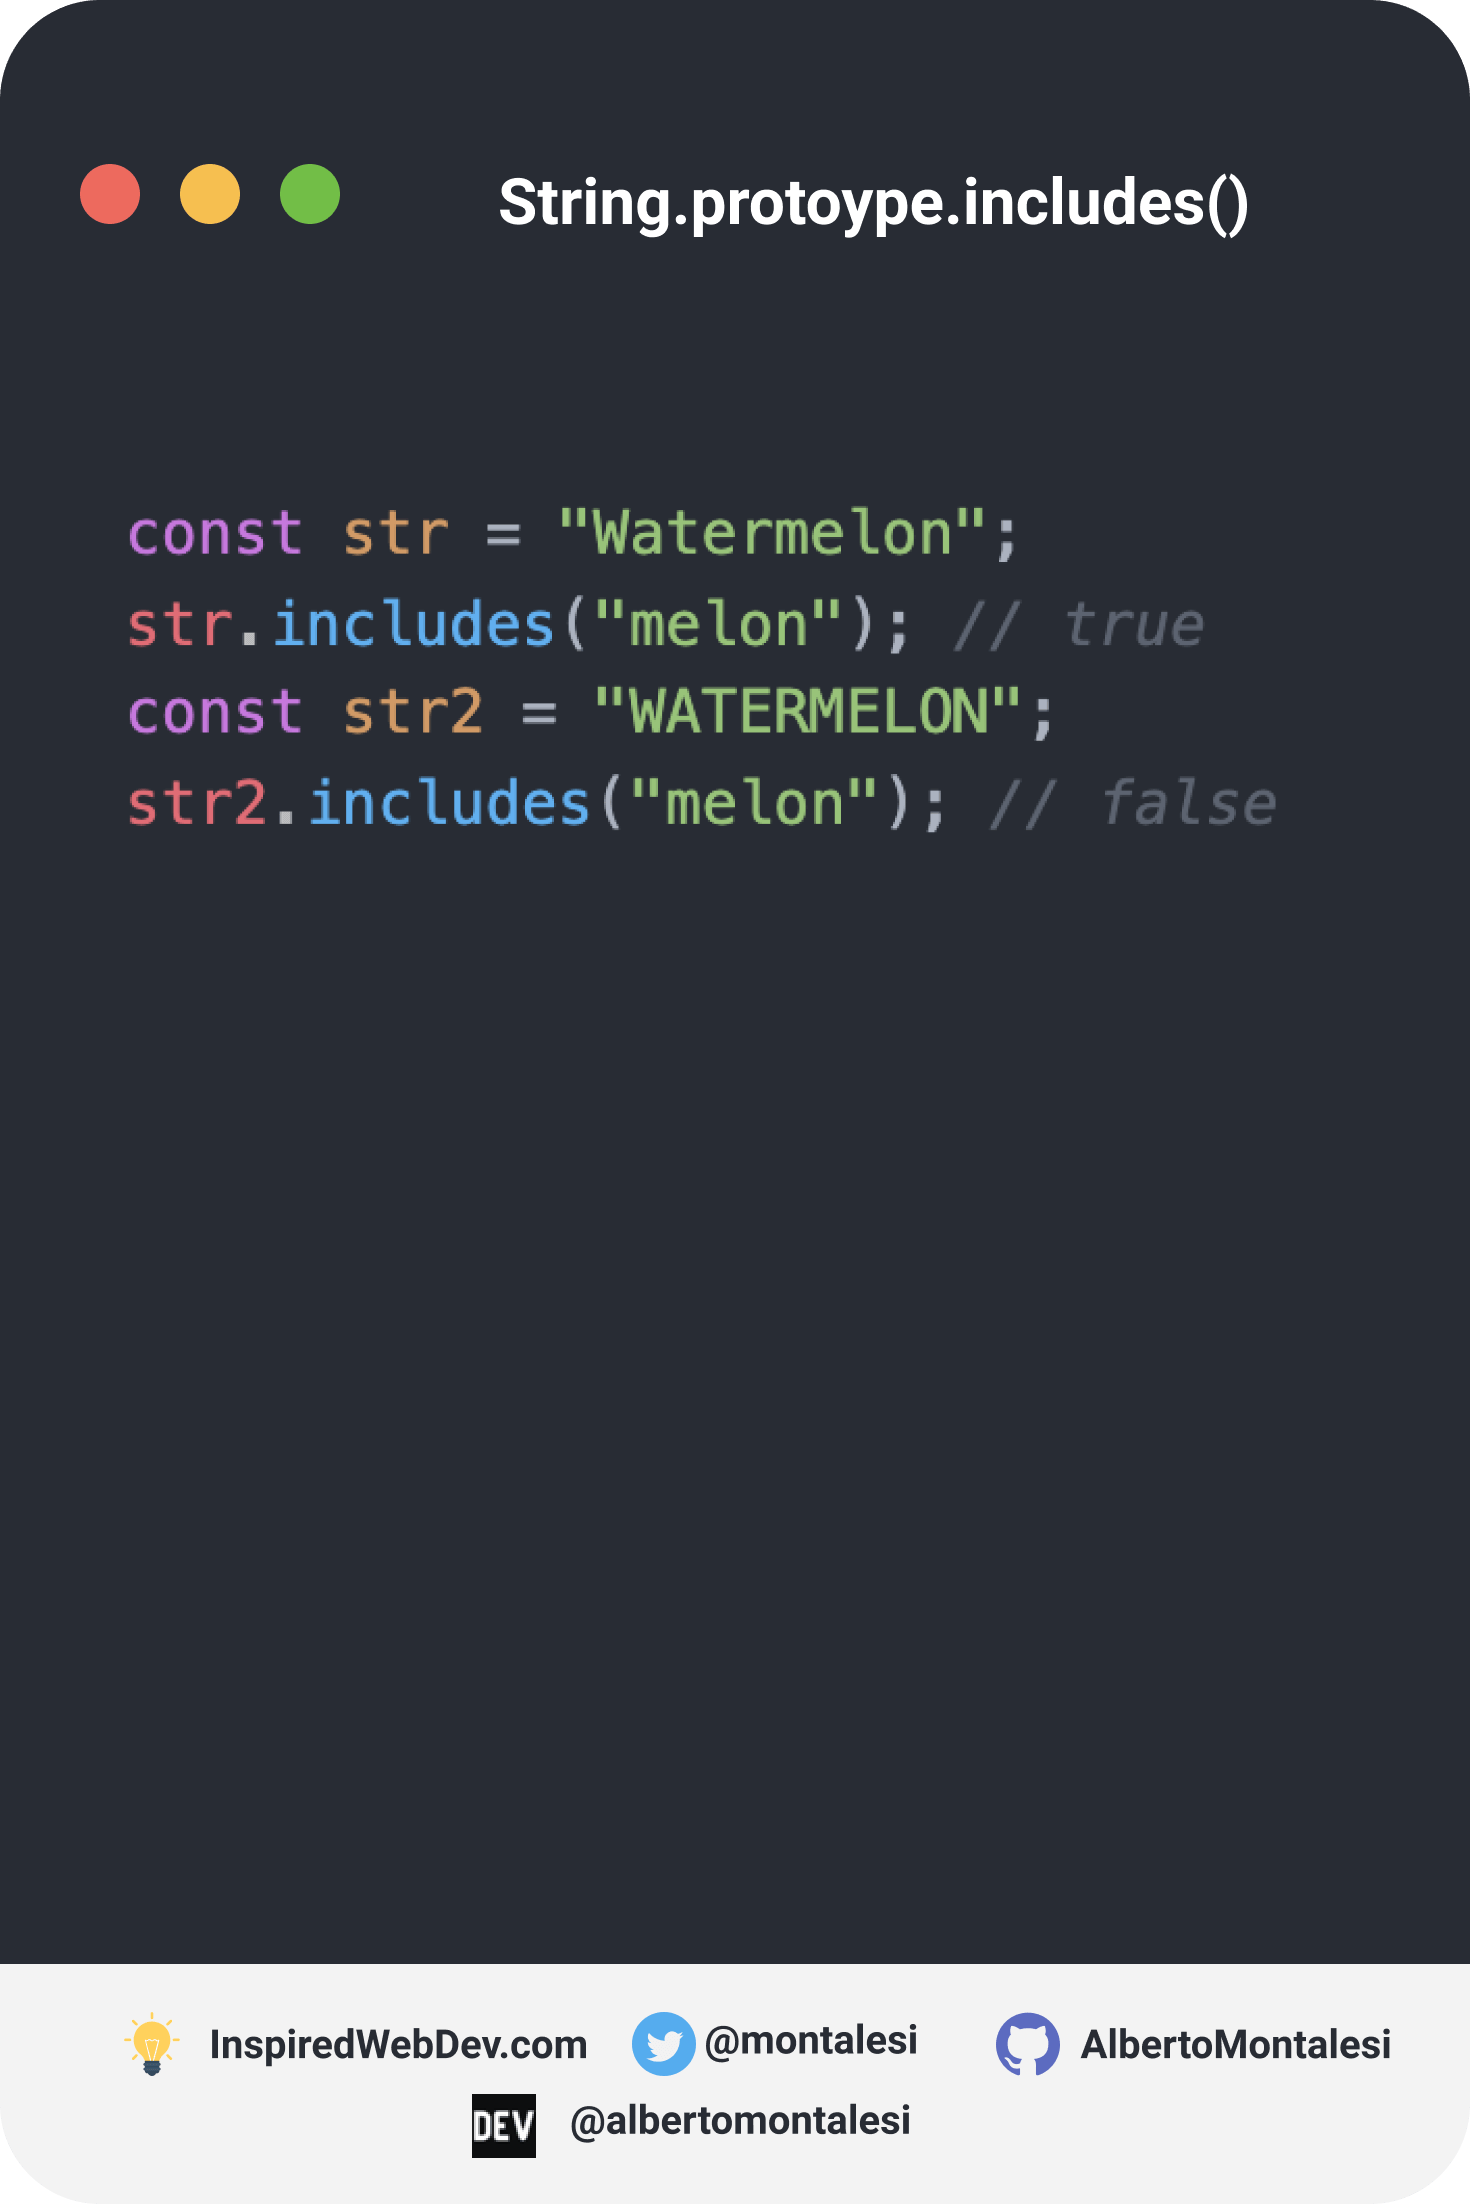 String.protoype.includes()
const str = "Watermelon";
str.includes("melon"); // true
const str2 = "WATERMELON";
str2.includes("melon"); // false
InspiredWebDev.com @montalesi AlbertoMontalesi
DEV @albertomontalesi